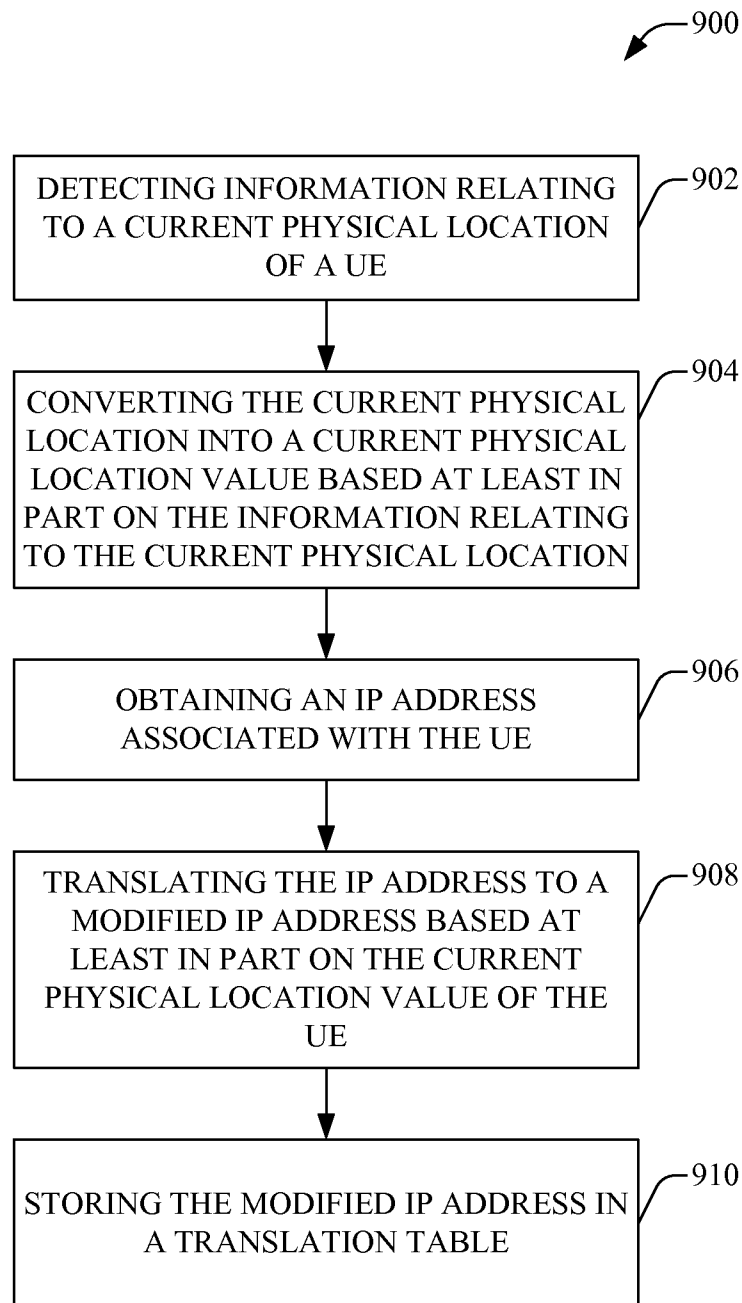 900
DETECTING INFORMATION RELATING
TO A CURRENT PHYSICAL LOCATION
OF A UE
902
CONVERTING THE CURRENT PHYSICAL
LOCATION INTO A CURRENT PHYSICAL
LOCATION VALUE BASED AT LEAST IN
PART ON THE INFORMATION RELATING
TO THE CURRENT PHYSICAL LOCATION
904
OBTAINING AN IP ADDRESS
ASSOCIATED WITH THE UE
906
TRANSLATING THE IP ADDRESS TO A
MODIFIED IP ADDRESS BASED AT
LEAST IN PART ON THE CURRENT
PHYSICAL LOCATION VALUE OF THE
UE
908
STORING THE MODIFIED IP ADDRESS IN
A TRANSLATION TABLE
910